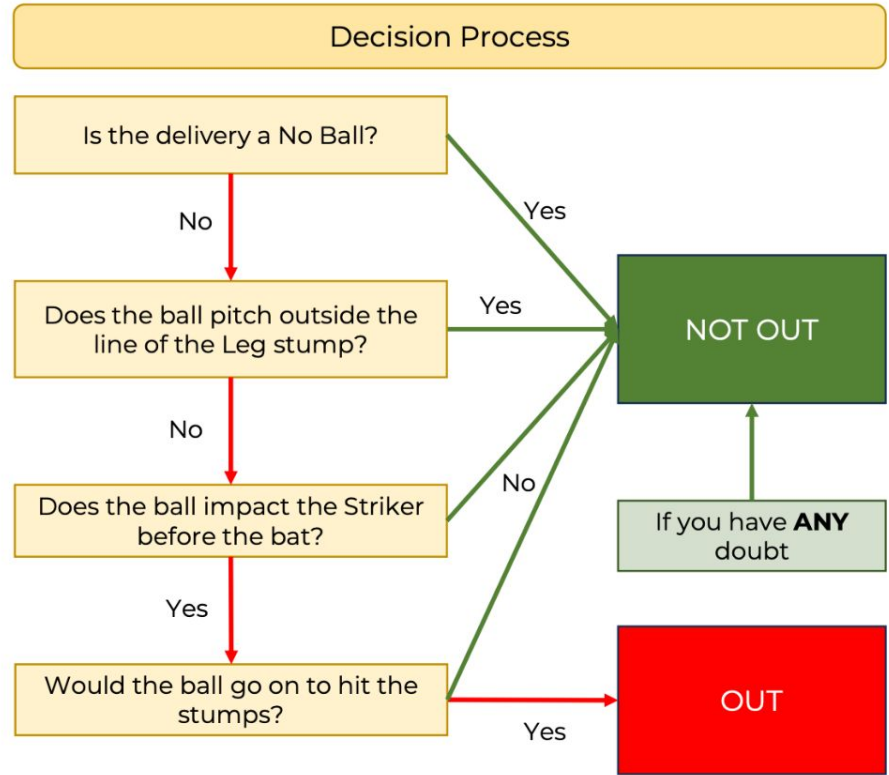 Decision Process
Is the delivery a No Ball?
Yes
No
Does the ball pitch outside the
line of the Leg stump?
Yes
NOT OUT
No
Does the ball impact the Striker
before the bat?
No
If you have ANY
doubt
Yes
Would the ball go on to hit the
stumps?
Yes
OUT